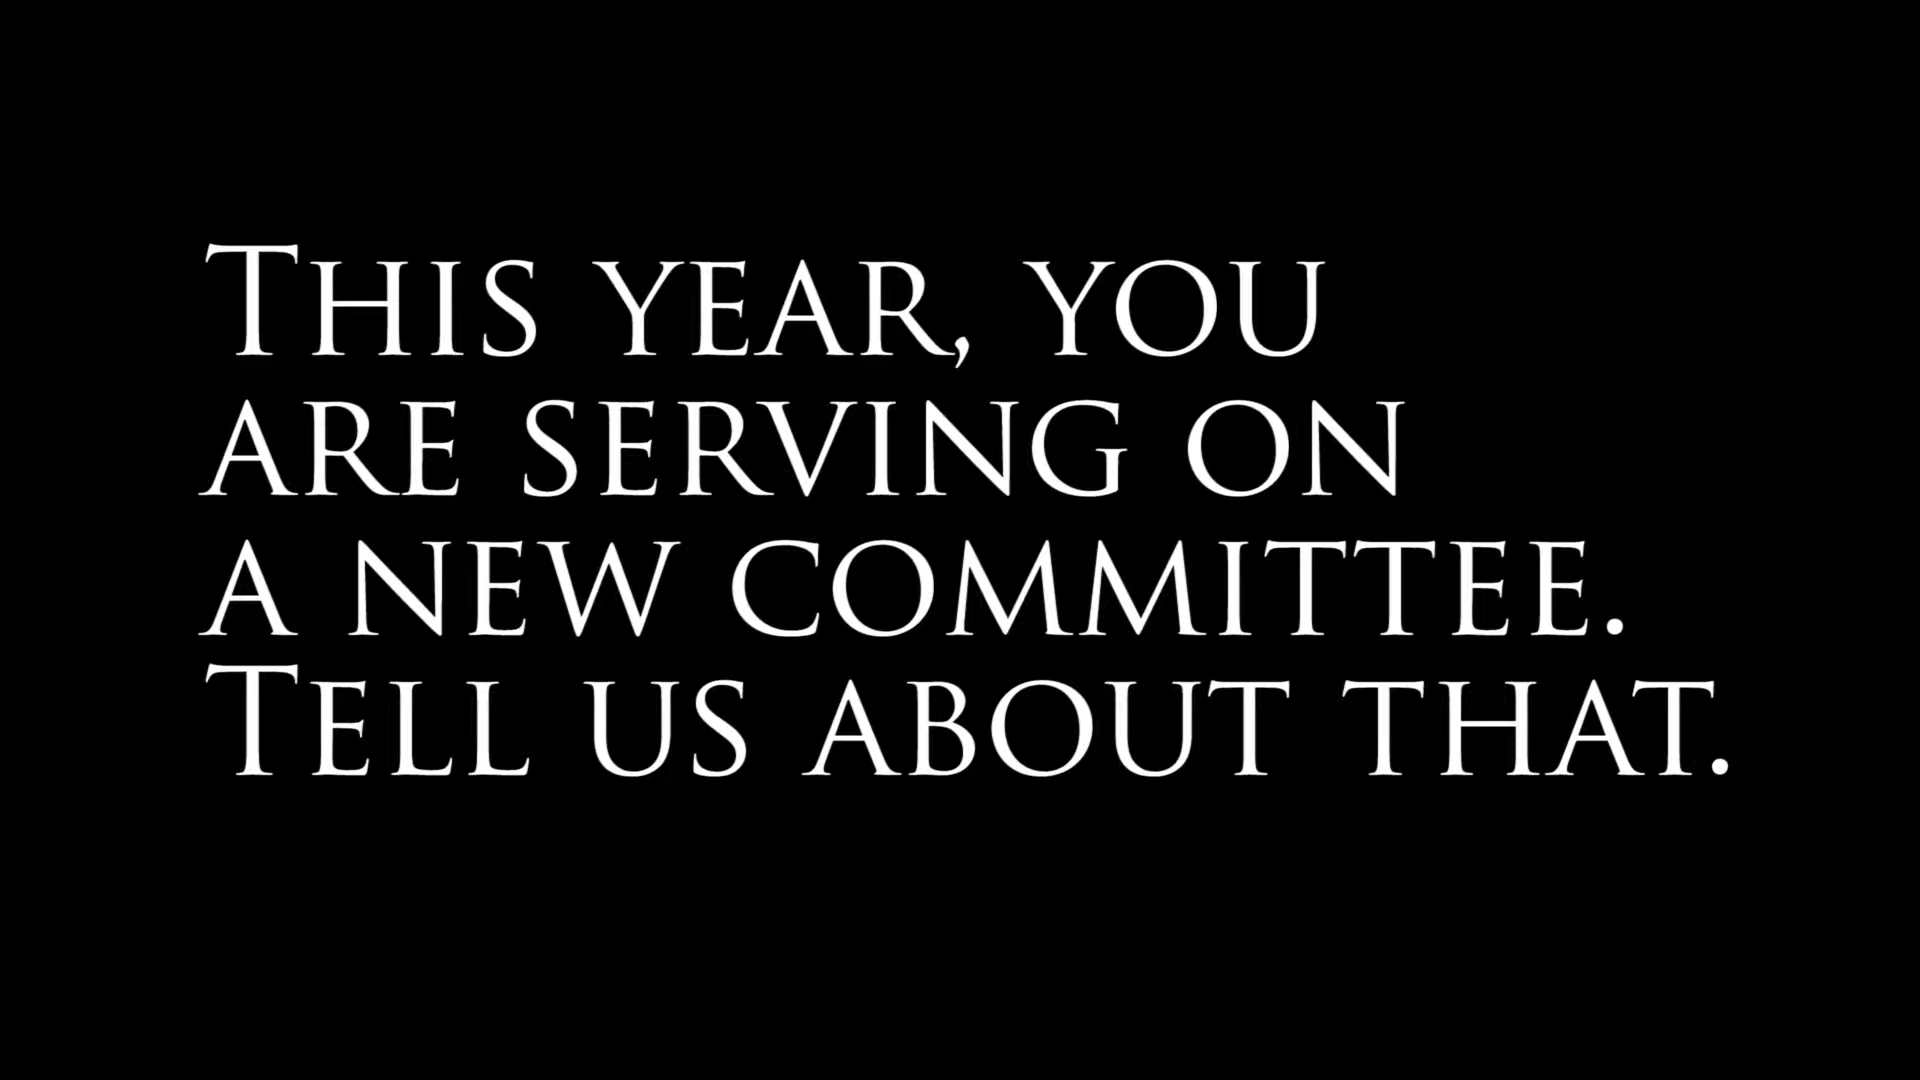 This year, you
are serving on
a new committee.
Tell us about that.